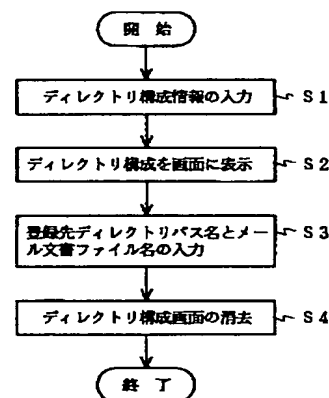 開 始
ディレクトリ構成情報の入力
S1
ディレクトリ構成を画面に表示
S2
登録先ディレクトリパス名とメー
ル文書ファイル名の入力
S3
ディレクトリ構成画面の消去
S4
終 了